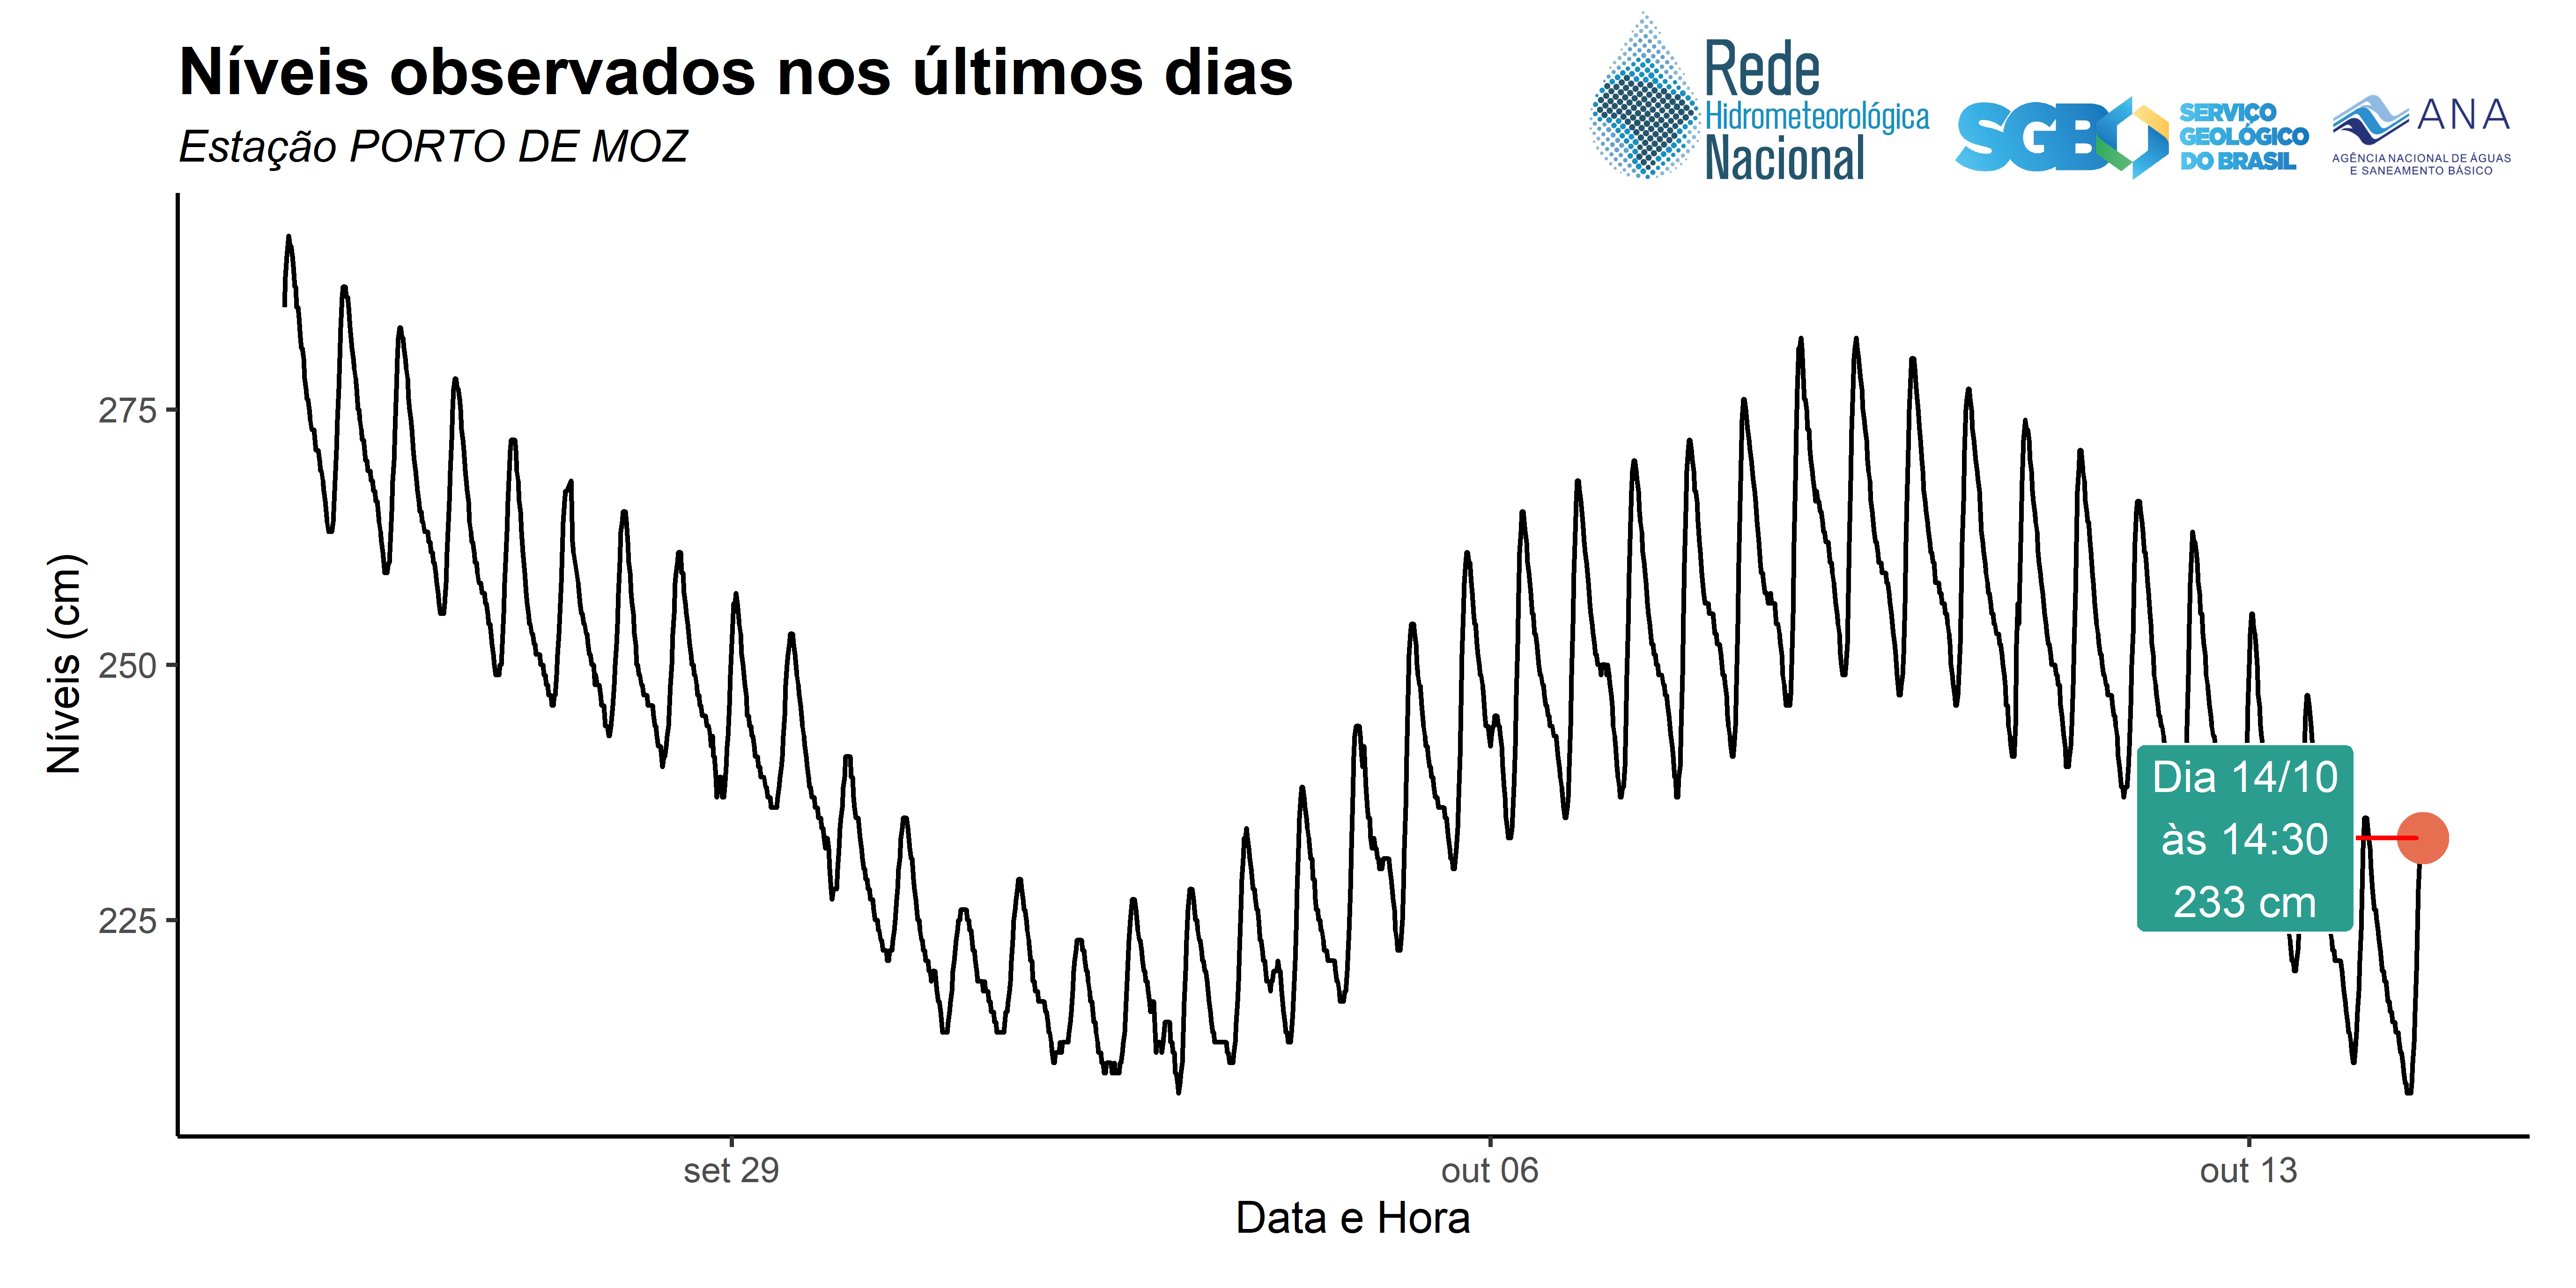 Níveis observados nos últimos dias
Estação PORTO DE MOZ
Rede
Hidrometeorológica
Nacional
SGB
SERVIÇO
GEOLÓGICO
DO BRASIL
ANA
AGÊNCIA NACIONAL DE ÁGUAS
E SANEAMENTO BÁSICO
Níveis (cm)
275
250
225
Dia 14/10
às 14:30
233 cm
set 29
out 06
out 13
Data e Hora